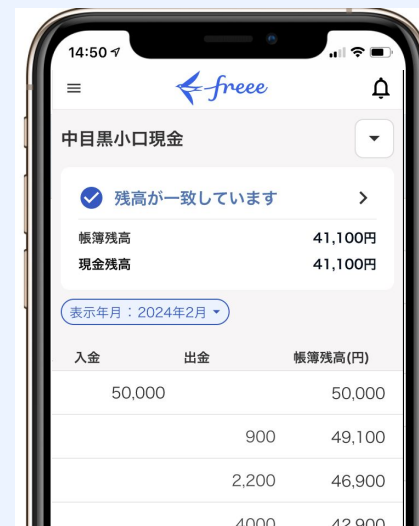 14:50
freee
中目黒小口現金
残高が一致しています
帳簿残高 41,100円
現金残高 41,100円
表示年月：2024年2月
入金 出金 帳簿残高(円)
50,000 50,000
900 49,100
2,200 46,900
4000 42,900